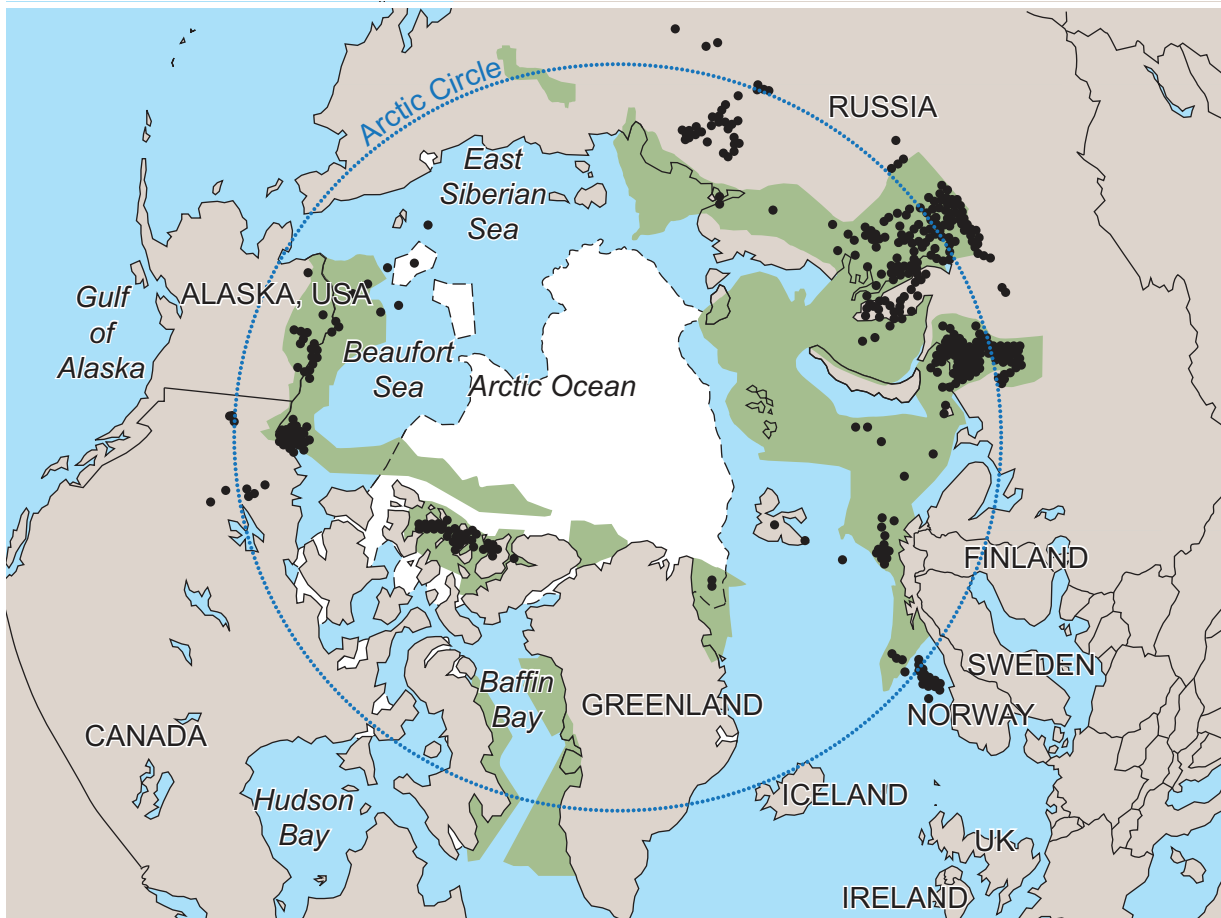 Arctic Circle
RUSSIA
East
Siberian
Sea
Gulf
of
Alaska
ALASKA, USA
Beaufort
Sea
Arctic Ocean
FINLAND
SWEDEN
NORWAY
Baffin
Bay
GREENLAND
CANADA
Hudson
Bay
ICELAND
UK
IRELAND